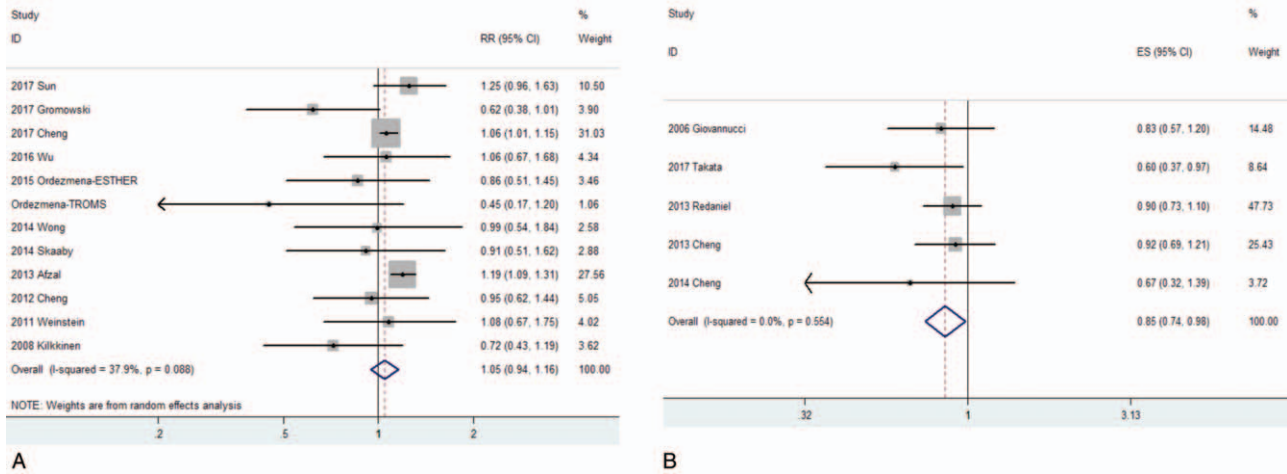 Study %
ID RR (95% CI) Weight
2017 Sun 1.25 (0.96, 1.63) 10.50
2017 Gromowski 0.62 (0.38, 1.01) 3.90
2017 Cheng 1.06 (1.01, 1.15) 31.03
2016 Wu 1.06 (0.67, 1.68) 4.34
2015 Ordezmena-ESTHER 0.86 (0.51, 1.45) 3.46
Ordezmena-TROMS 0.45 (0.17, 1.20) 1.06
2014 Wong 0.99 (0.54, 1.84) 2.58
2014 Skaaby 0.91 (0.51, 1.62) 2.88
2013 Afzal 1.19 (1.09, 1.31) 27.56
2012 Cheng 0.95 (0.62, 1.44) 5.05
2011 Weinstein 1.08 (0.67, 1.75) 4.02
2008 Kilkkinen 0.72 (0.43, 1.19) 3.62
Overall (I-squared = 37.9%, p = 0.088) 1.05 (0.94, 1.16) 100.00
NOTE: Weights are from random effects analysis
.2 .5 1 2
A
Study %
ID ES (95% CI) Weight
2006 Giovannucci 0.83 (0.57, 1.20) 14.48
2017 Takata 0.60 (0.37, 0.97) 8.64
2013 Redaniel 0.90 (0.73, 1.10) 47.73
2013 Cheng 0.92 (0.69, 1.21) 25.43
2014 Cheng 0.67 (0.32, 1.39) 3.72
Overall (I-squared = 0.0%, p = 0.554) 0.85 (0.74, 0.98) 100.00
.32 1 3.13
B